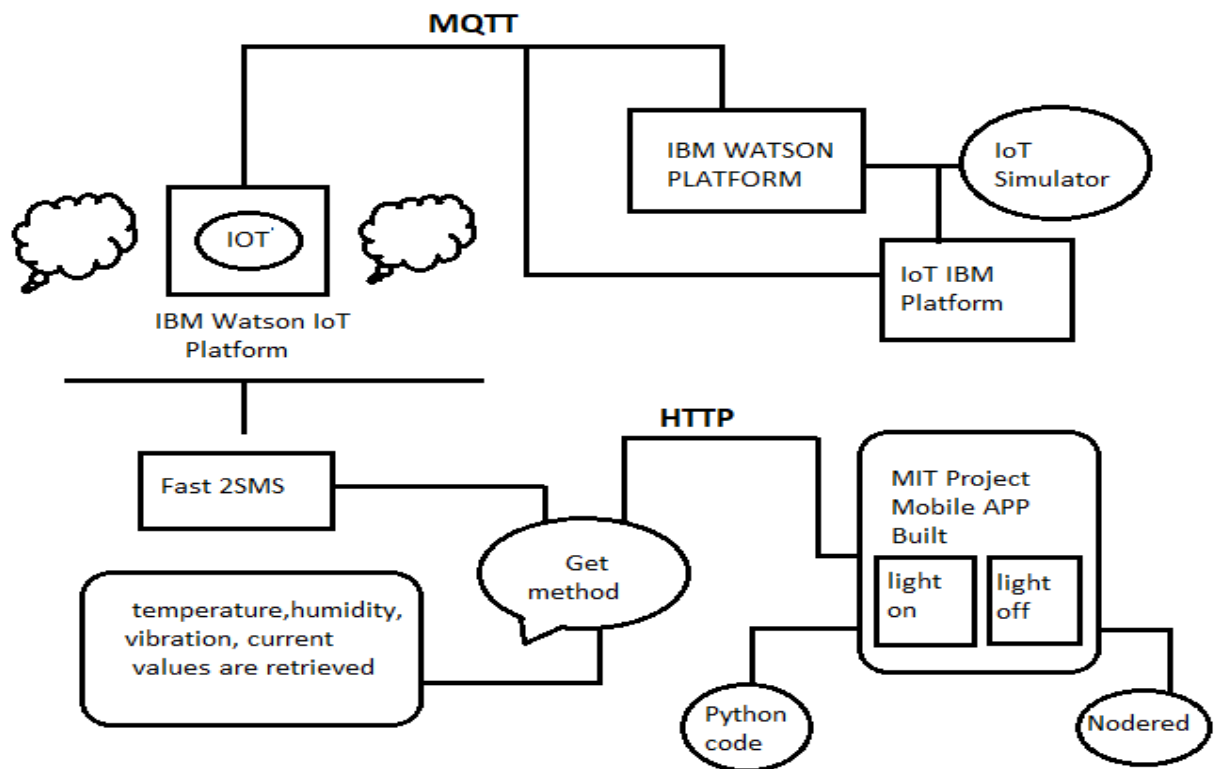 MQTT
IBM WATSON
PLATFORM
IoT
Simulator
IOT'
IoT IBM
Platform
IBM Watson IoT
Platform
HTTP
Fast 2SMS
MIT Project
Mobile APP
Built
light
on
light
off
Get
method
temperature,humidity,
vibration, current
values are retrieved
Python
code
Nodered